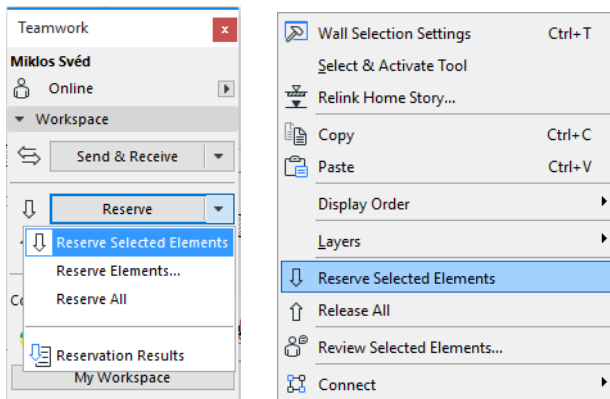 Teamwork
x
Miklos Svéd
Online
Workspace
Send & Receive
Reserve
Reserve Selected Elements
Reserve Elements...
Reserve All
Reservation Results
My Workspace
Wall Selection Settings Ctrl+T
Select & Activate Tool
Relink Home Story...
Copy Ctrl+C
Paste Ctrl+V
Display Order
Layers
Reserve Selected Elements
Release All
Review Selected Elements...
Connect